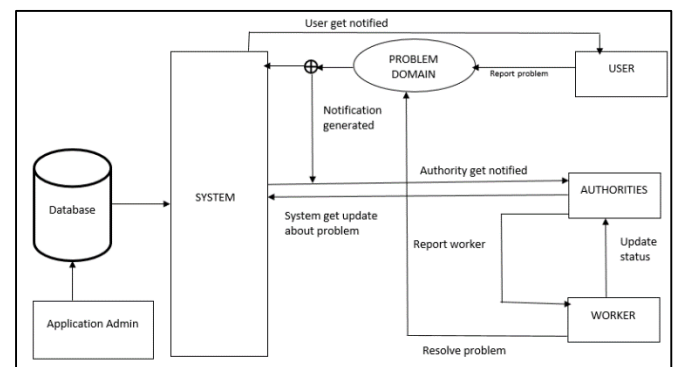 User get notified
PROBLEM
DOMAIN
Report problem
USER
Notification
generated
Authority get notified
SYSTEM
AUTHORITIES
Database
System get update
about problem
Report worker
Update
status
Application Admin
WORKER
Resolve problem